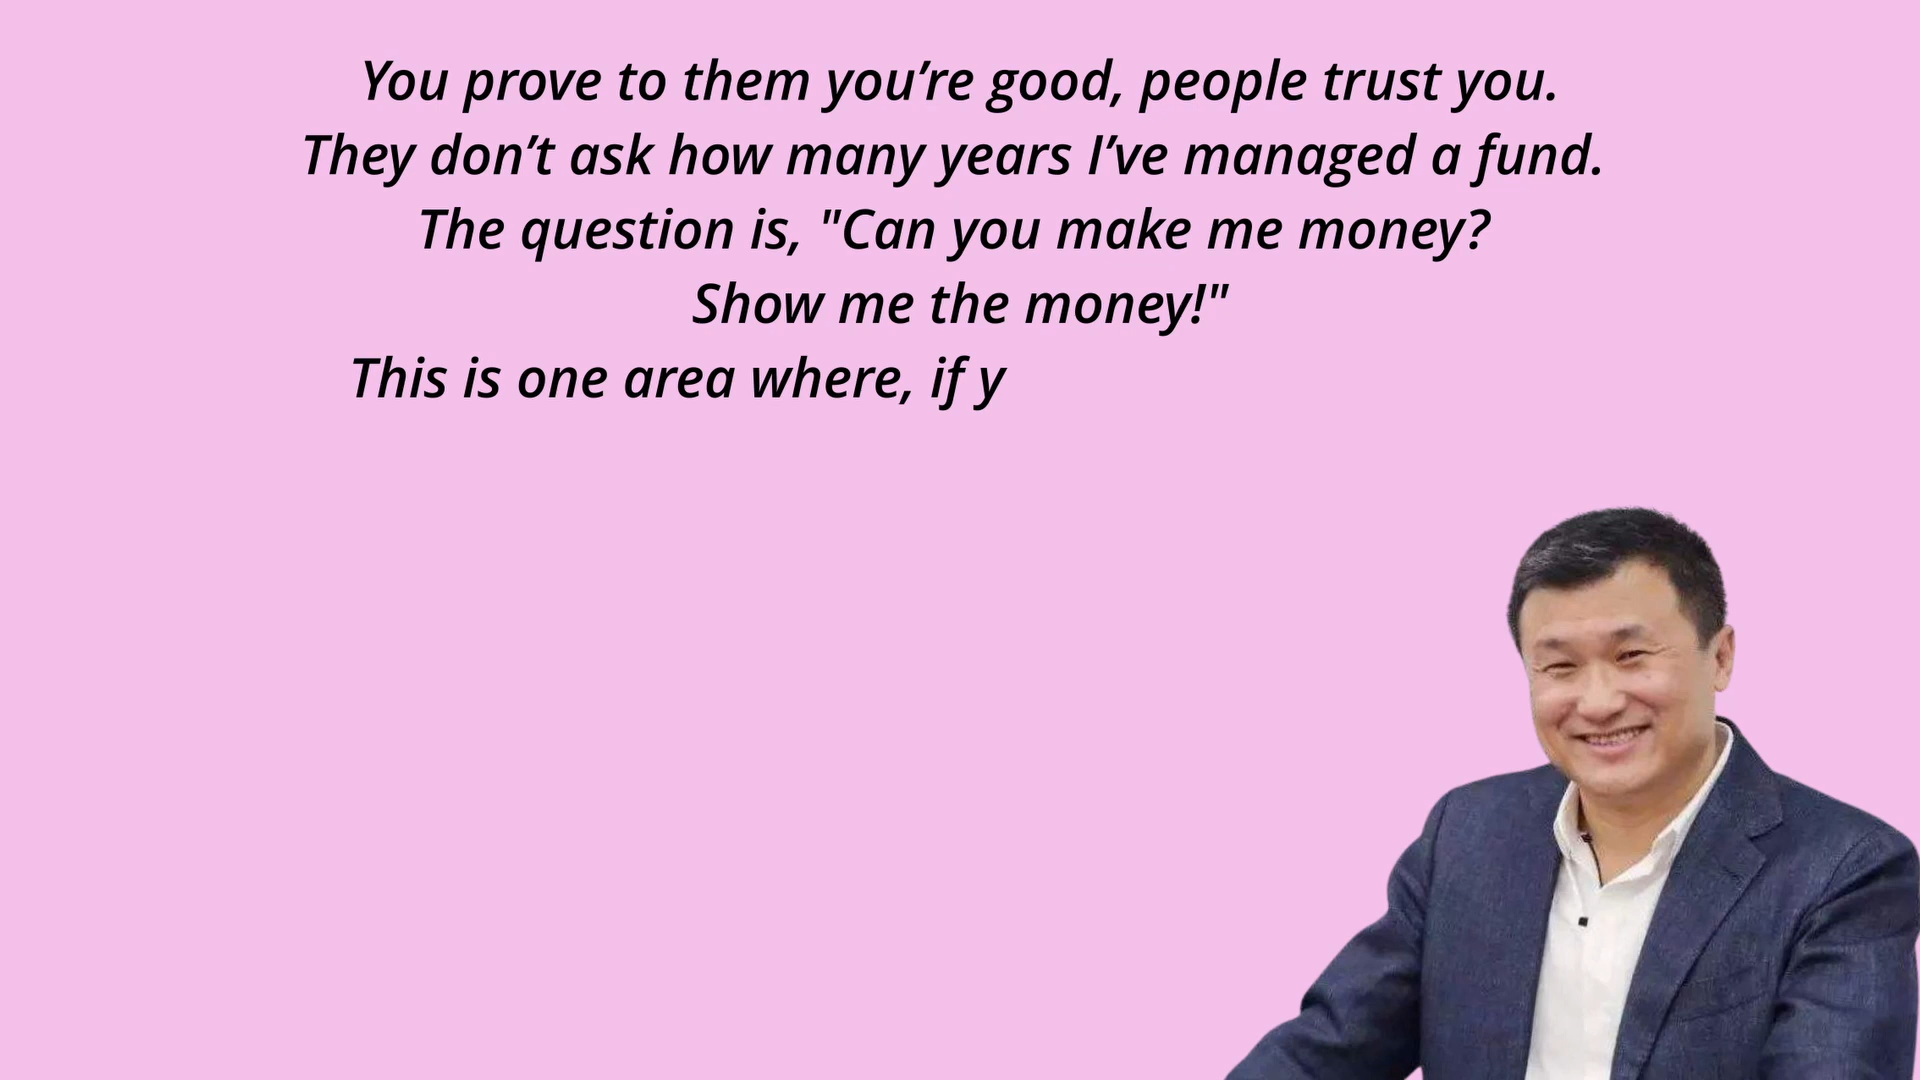 You prove to them you’re good, people trust you.
They don’t ask how many years I’ve managed a fund.
The question is, "Can you make me money?
Show me the money!"
This is one area where, if y